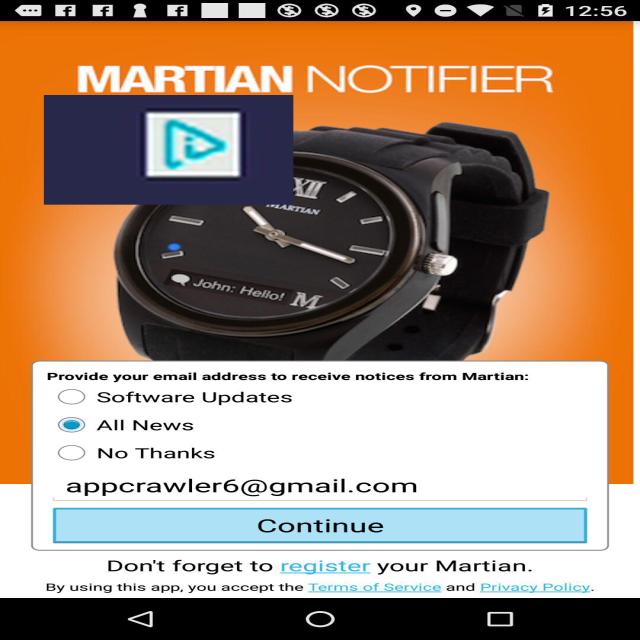 12:56
MARTIAN NOTIFIER
XII
MARTIAN
John: Hello!
M
Provide your email address to receive notices from Martian:
Software Updates
All News
No Thanks
appcrawler6@gmail.com
Continue
Don't forget to register your Martian.
By using this app, you accept the Terms of Service and Privacy Policy.